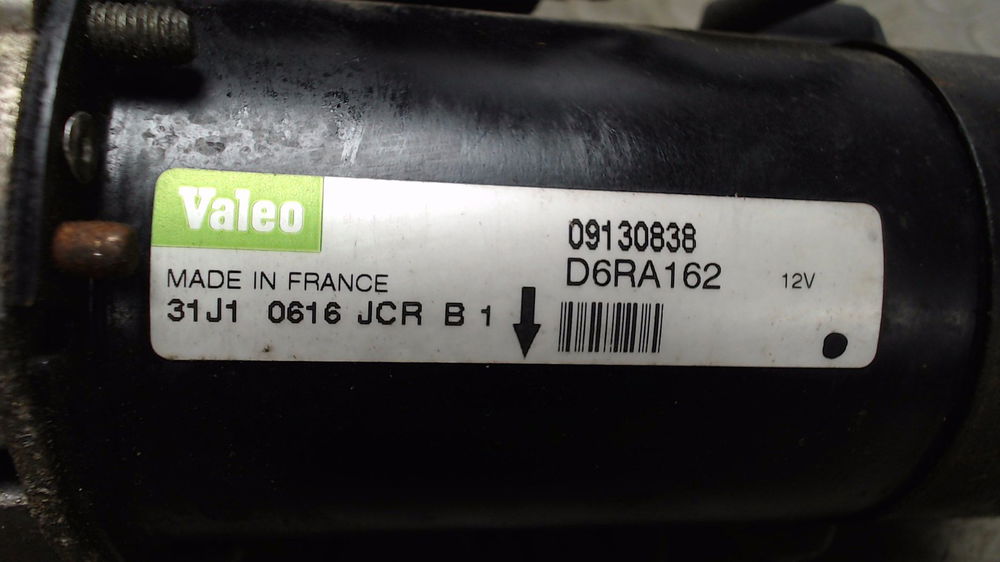 Valeo
09130838
D6RA162 12V
MADE IN FRANCE
31J1 0616 JCR B 1